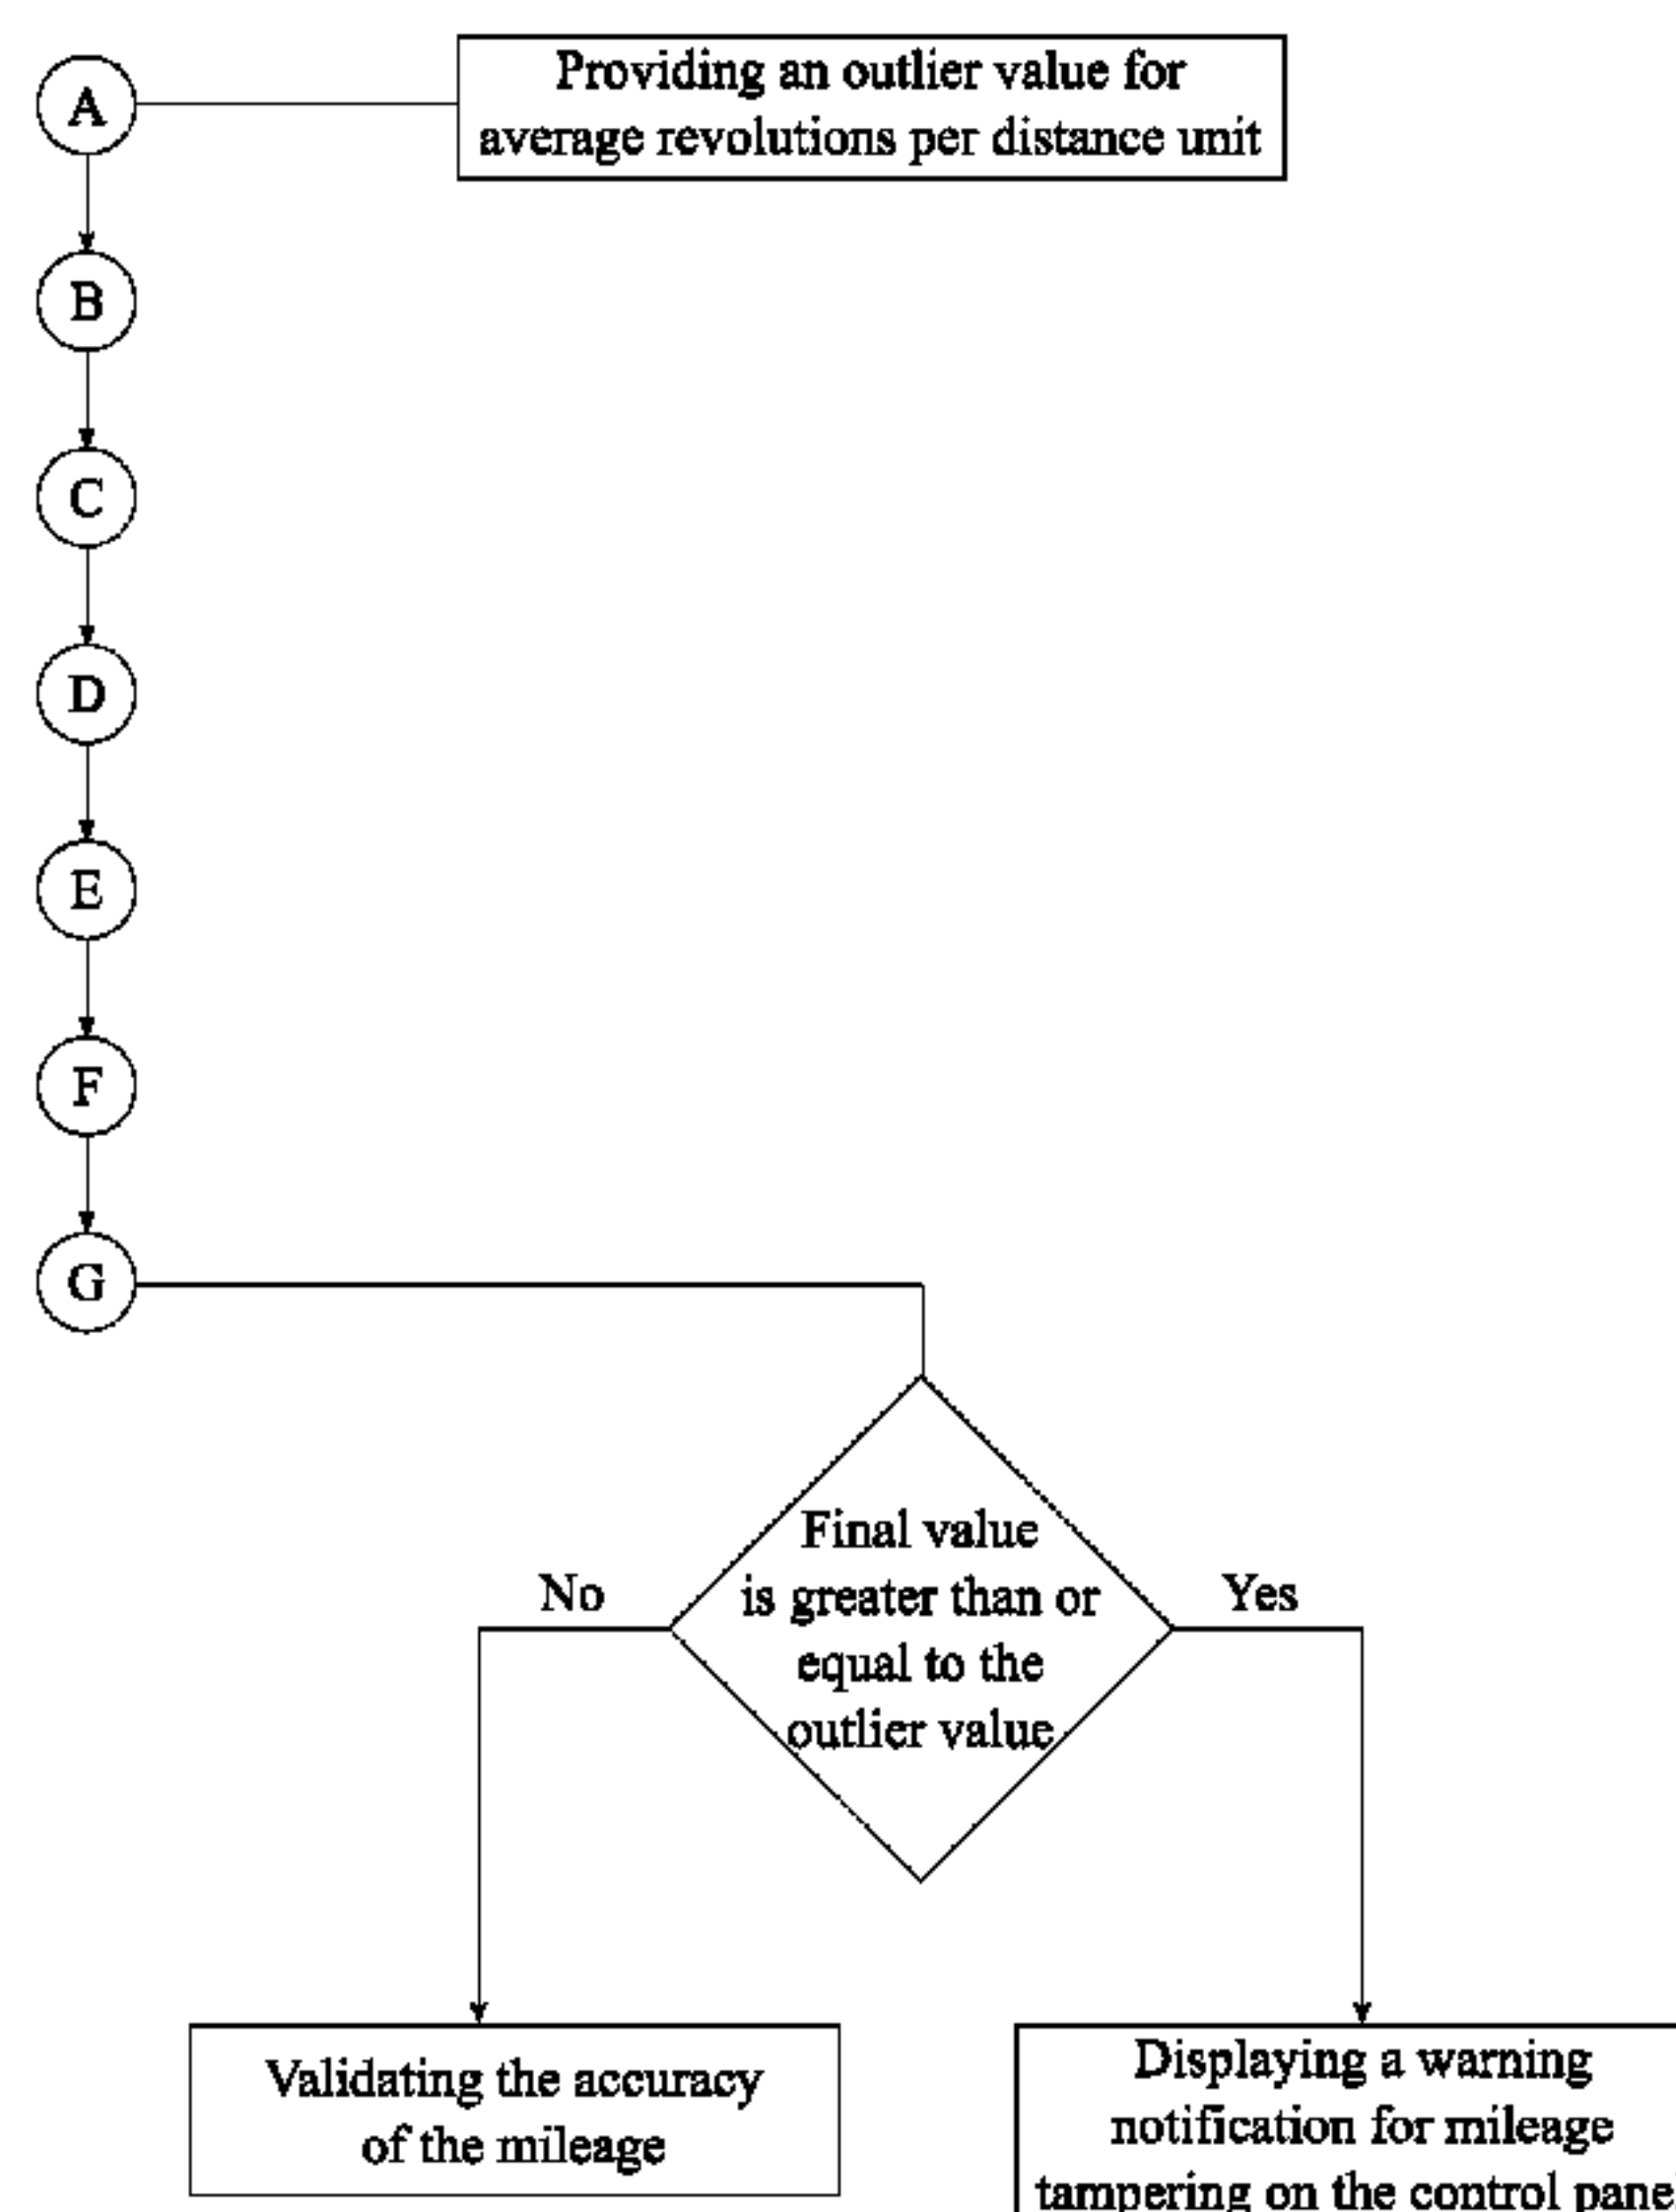 A
Providing an outlier value for
average revolutions per distance unit
B
C
D
E
F
G
Final value
is greater than or
equal to the
outlier value
No
Yes
Validating the accuracy
of the mileage
Displaying a warning
notification for mileage
tampering on the control pane